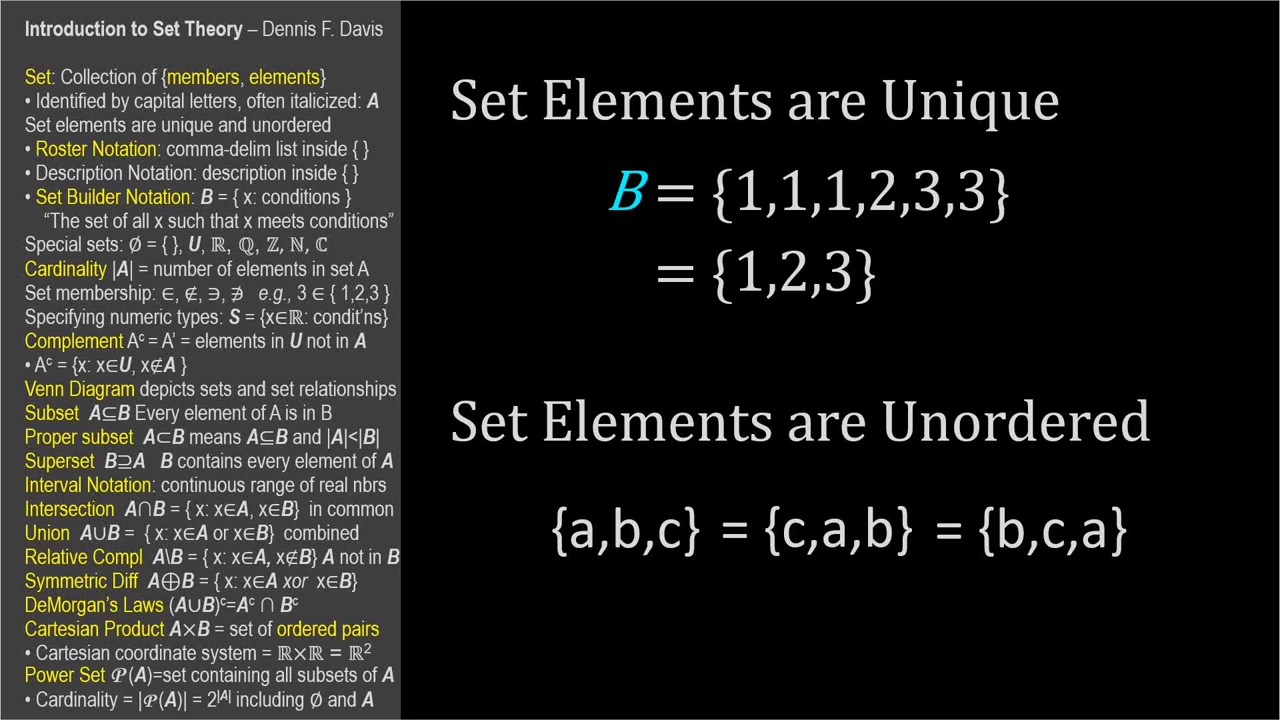 Introduction to Set Theory – Dennis F. Davis
Set: Collection of {members, elements}
• Identified by capital letters, often italicized: A
Set elements are unique and unordered
• Roster Notation: comma-delim list inside { }
• Description Notation: description inside { }
• Set Builder Notation: B = { x: conditions }
“The set of all x such that x meets conditions”
Special sets: ∅ = { }, U, ℝ, ℚ, ℤ, ℕ, ℂ
Cardinality |A| = number of elements in set A
Set membership: ∈, ∉, ∋, ∌ e.g., 3 ∈ { 1,2,3 }
Specifying numeric types: S = {x∈ℝ: condit’ns}
Complement Aᶜ = A’ = elements in U not in A
• Aᶜ = {x: x∈U, x∉A }
Venn Diagram depicts sets and set relationships
Subset A⊆B Every element of A is in B
Proper subset A⊂B means A⊆B and |A|<|B|
Superset B⊇A B contains every element of A
Interval Notation: continuous range of real nbrs
Intersection A∩B = { x: x∈A, x∈B} in common
Union A∪B = { x: x∈A or x∈B} combined
Relative Compl A\B = { x: x∈A, x∉B} A not in B
Symmetric Diff A⊕B = { x: x∈A xor x∈B}
DeMorgan’s Laws (A∪B)ᶜ=Aᶜ ∩ Bᶜ
Cartesian Product A×B = set of ordered pairs
• Cartesian coordinate system = ℝ×ℝ = ℝ²
Power Set 𝒫(A)=set containing all subsets of A
• Cardinality = |𝒫(A)| = 2^|A| including ∅ and A
Set Elements are Unique
B = {1,1,1,2,3,3}
= {1,2,3}
Set Elements are Unordered
{a,b,c} = {c,a,b} = {b,c,a}